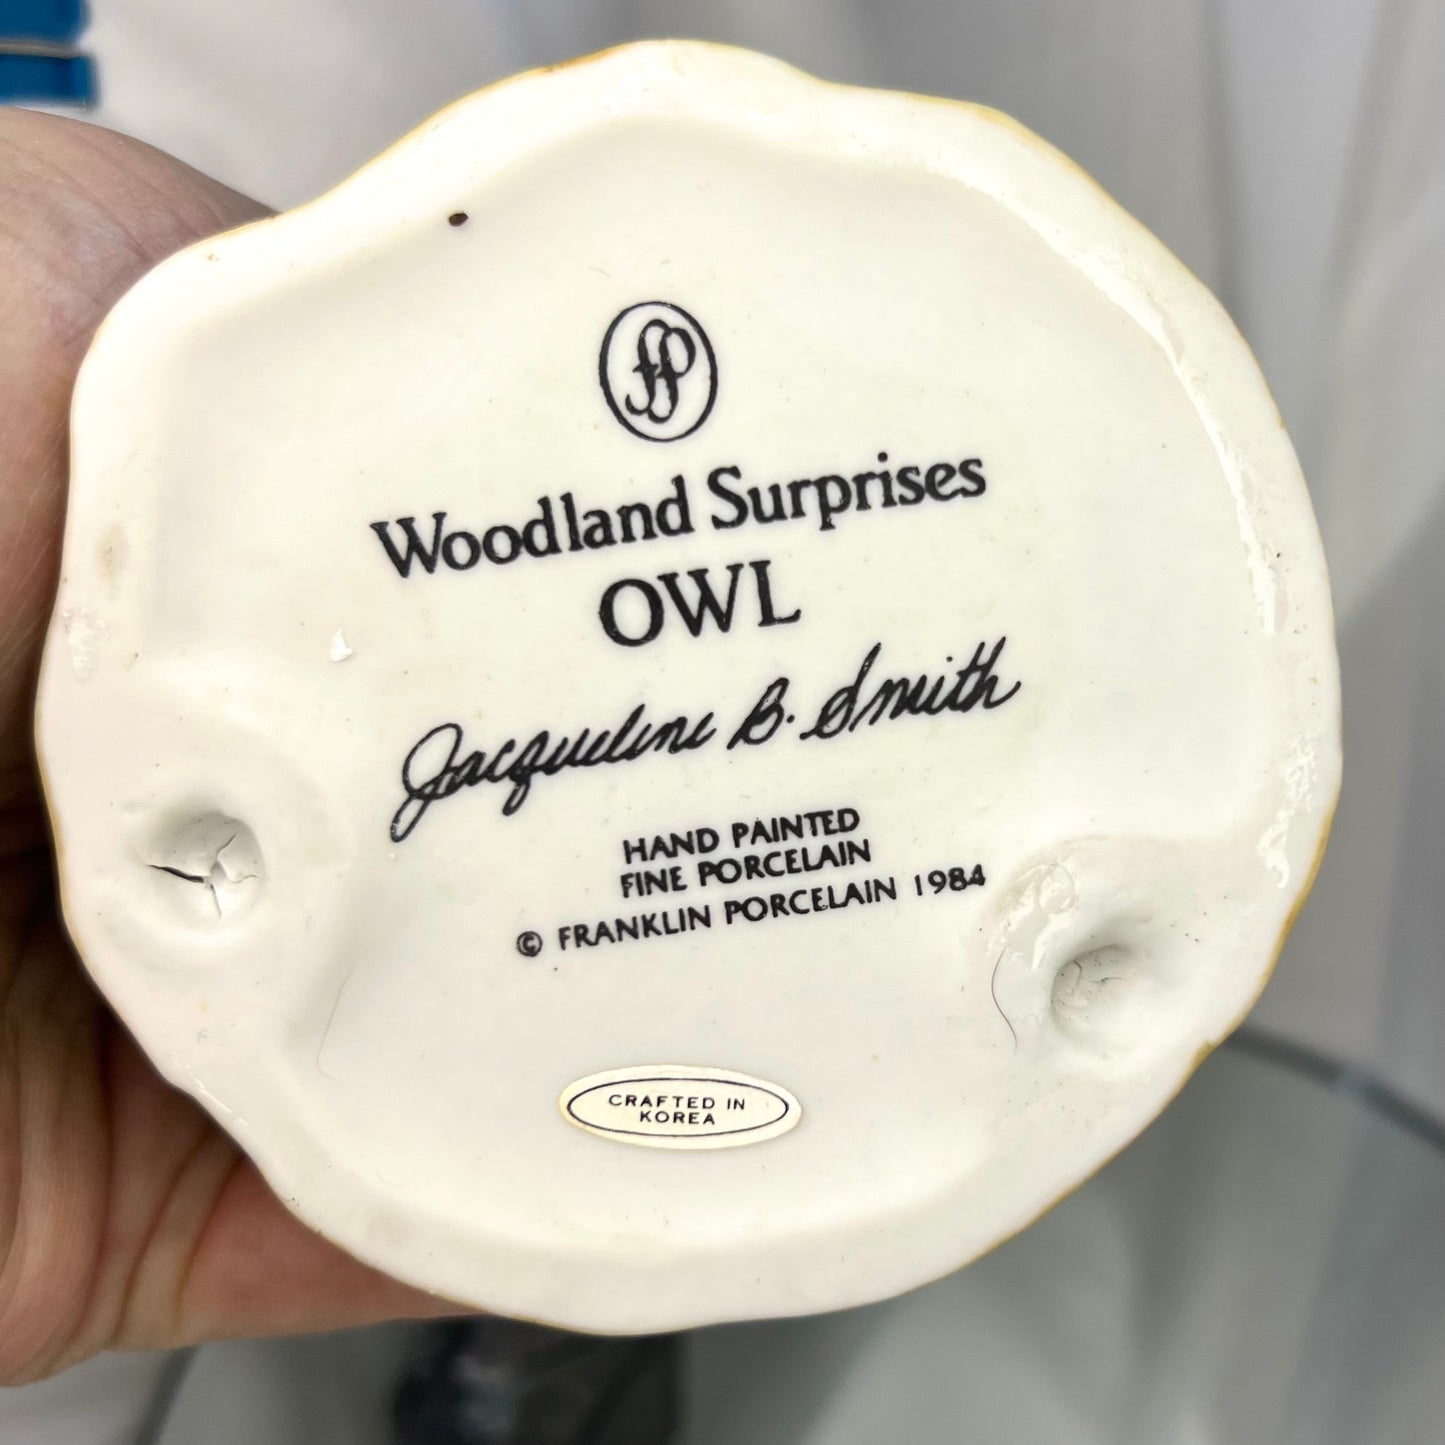 FP
Woodland Surprises
OWL
Jacqueline B. Smith
HAND PAINTED
FINE PORCELAIN
© FRANKLIN PORCELAIN 1984
CRAFTED IN
KOREA